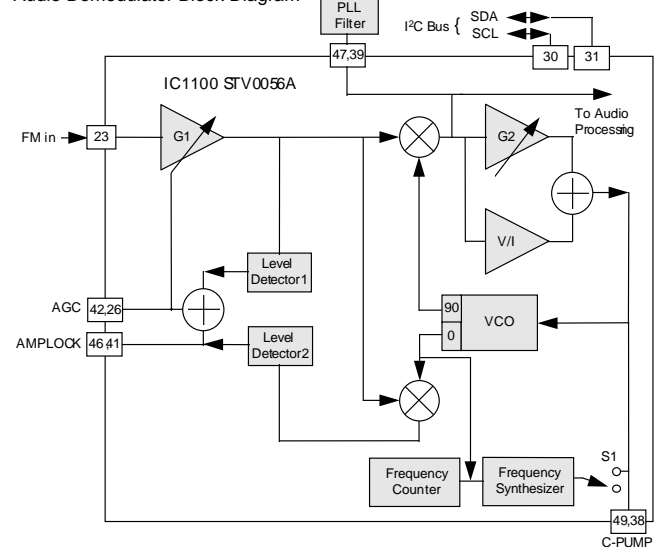 Audio Demodulator Block Diagram
PLL
Filter
I²C Bus {
SDA
SCL
47,39
30
31
IC1100 STV0056A
To Audio
Processing
FM in
23
G1
G2
V/I
Level
Detector1
AGC
42,26
90
0
VCO
AMPLOCK
46,41
Level
Detector2
S1
Frequency
Counter
Frequency
Synthesizer
49,38
C-PUMP